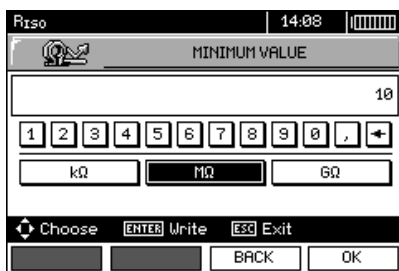 RISO 14:08
MINIMUM VALUE
10
1 2 3 4 5 6 7 8 9 0 , ←
kΩ MΩ GΩ
Choose ENTER Write ESC Exit
BACK OK